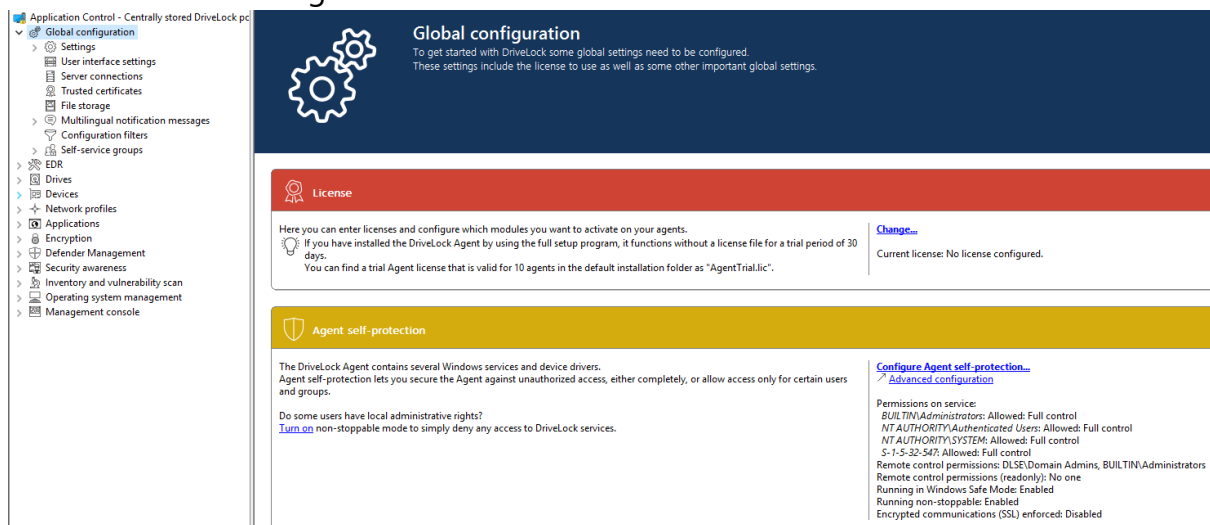 Application Control - Centrally stored DriveLock pc
Global configuration
Settings
User interface settings
Server connections
Trusted certificates
File storage
Multilingual notification messages
Configuration filters
Self-service groups
EDR
Drives
Devices
Network profiles
Applications
Encryption
Defender Management
Security awareness
Inventory and vulnerability scan
Operating system management
Management console
Global configuration
To get started with DriveLock some global settings need to be configured.
These settings include the license to use as well as some other important global settings.
License
Here you can enter licenses and configure which modules you want to activate on your agents.
If you have installed the DriveLock Agent by using the full setup program, it functions without a license file for a trial period of 30
days.
You can find a trial Agent license that is valid for 10 agents in the default installation folder as "AgentTrial.lic".
Change...
Current license: No license configured.
Agent self-protection
The DriveLock Agent contains several Windows services and device drivers.
Agent self-protection lets you secure the Agent against unauthorized access, either completely, or allow access only for certain users
and groups.
Do some users have local administrative rights?
Turn on non-stoppable mode to simply deny any access to DriveLock services.
Configure Agent self-protection...
Advanced configuration
Permissions on service:
BUILTIN\Administrators: Allowed: Full control
NT AUTHORITY\Authenticated Users: Allowed: Full control
NT AUTHORITY\SYSTEM: Allowed: Full control
S-1-5-32-547: Allowed: Full control
Remote control permissions: DLSE\Domain Admins, BUILTIN\Administrators
Remote control permissions (readonly): No one
Running in Windows Safe Mode: Enabled
Running non-stoppable: Enabled
Encrypted communications (SSL) enforced: Disabled